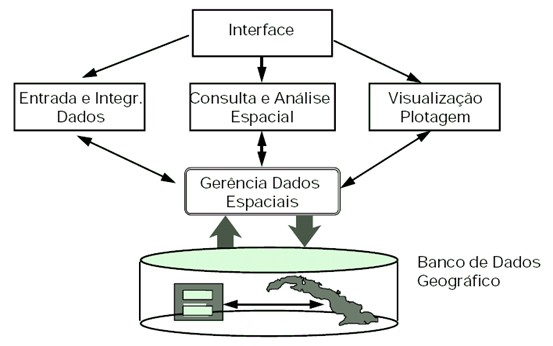 Interface
Entrada e Integr.
Dados
Consulta e Análise
Espacial
Visualização
Plotagem
Gerência Dados
Espaciais
Banco de Dados
Geográfico